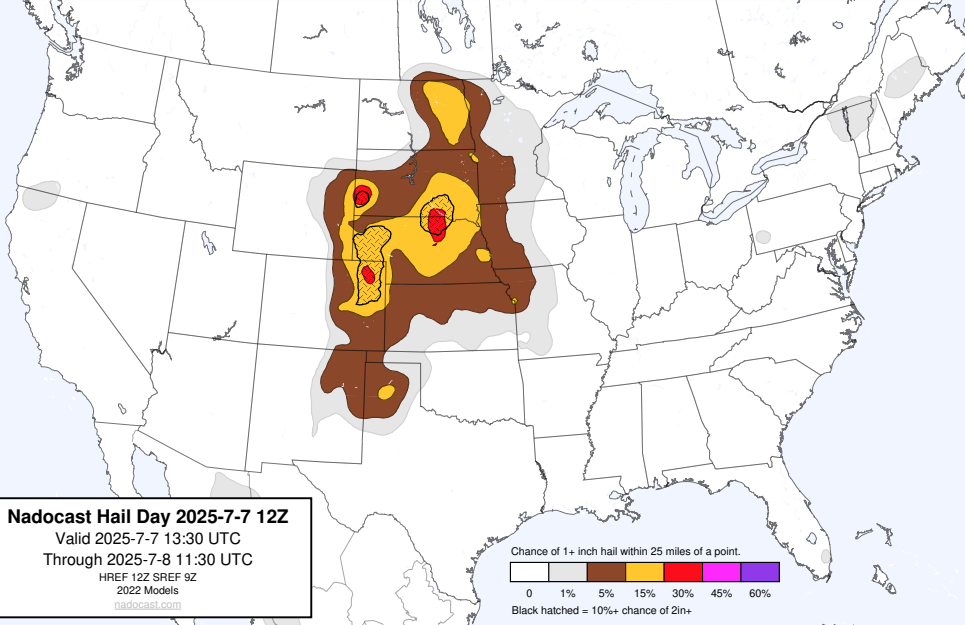 Nadocast Hail Day 2025-7-7 12Z
Valid 2025-7-7 13:30 UTC
Through 2025-7-8 11:30 UTC
HREF 12Z SREF 9Z
2022 Models
nadocast.com
Chance of 1+ inch hail within 25 miles of a point.
0 1% 5% 15% 30% 45% 60%
Black hatched = 10%+ chance of 2in+